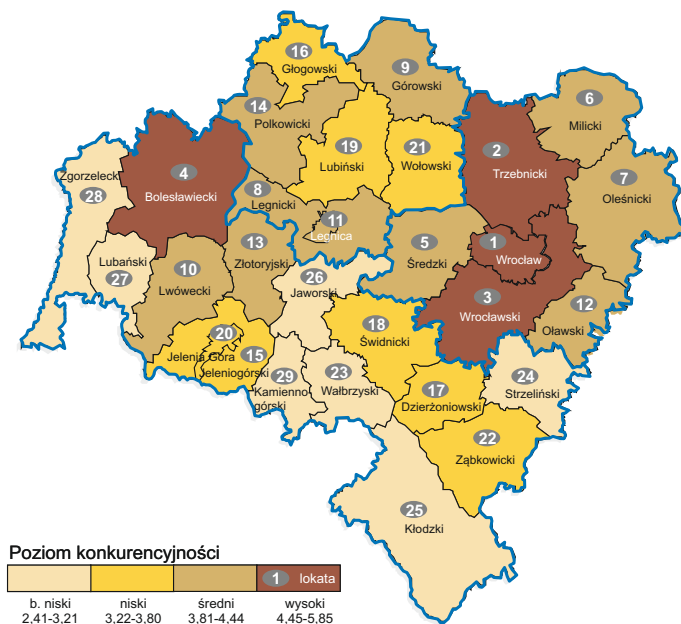 16
Głogowski
9
Górowski
6
Milicki
14
Polkowicki
19
Lubiński
21
Wołowski
2
Trzebnicki
7
Oleśnicki
Zgorzelecki
28
4
Bolesławiecki
8
Legnicki
11
Legnica
5
Średzki
1
Wrocław
Lubański
27
10
Lwówecki
13
Złotoryjski
26
Jaworski
3
Wrocławski
12
Oławski
20
Jelenia Góra
15
Jeleniogórski
18
Świdnicki
29
Kamienno-
górski
23
Wałbrzyski
17
Dzierżoniowski
24
Strzeliński
22
Ząbkowicki
25
Kłodzki
Poziom konkurencyjności
1 lokata
b. niski niski średni wysoki
2,41-3,21 3,22-3,80 3,81-4,44 4,45-5,85